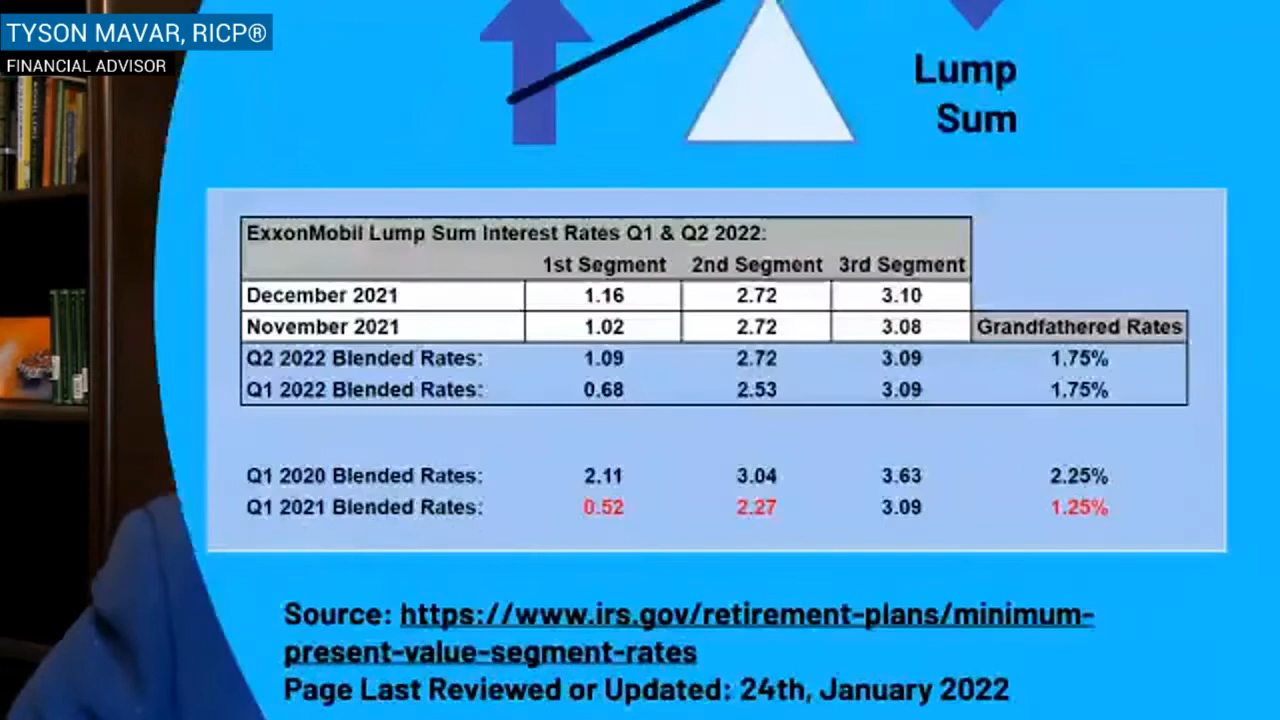 TYSON MAVAR, RICP®
FINANCIAL ADVISOR
Lump
Sum
ExxonMobil Lump Sum Interest Rates Q1 & Q2 2022:
1st Segment 2nd Segment 3rd Segment
December 2021 1.16 2.72 3.10
November 2021 1.02 2.72 3.08 Grandfathered Rates
Q2 2022 Blended Rates: 1.09 2.72 3.09 1.75%
Q1 2022 Blended Rates: 0.68 2.53 3.09 1.75%
Q1 2020 Blended Rates: 2.11 3.04 3.63 2.25%
Q1 2021 Blended Rates: 0.52 2.27 3.09 1.25%
Source: https://www.irs.gov/retirement-plans/minimum-
present-value-segment-rates
Page Last Reviewed or Updated: 24th, January 2022